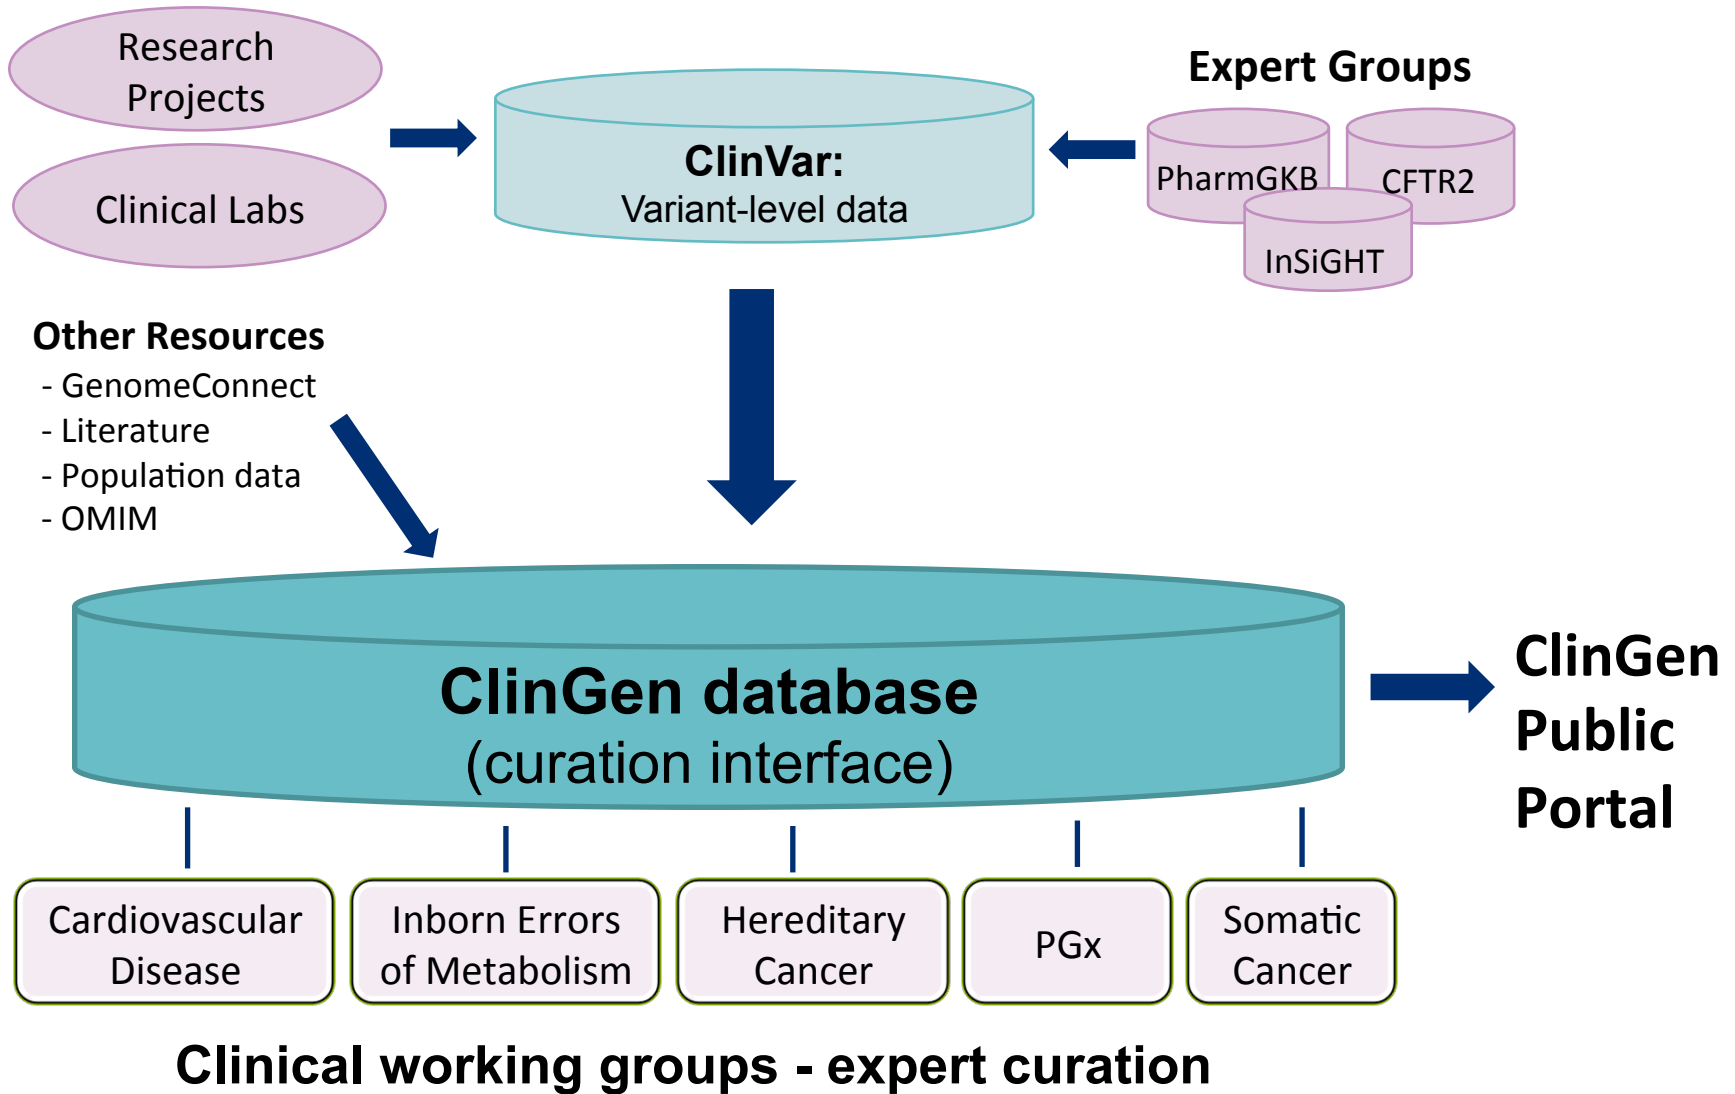 Research
Projects
Clinical Labs
ClinVar:
Variant-level data
Expert Groups
PharmGKB
CFTR2
InSiGHT
Other Resources
- GenomeConnect
- Literature
- Population data
- OMIM
ClinGen database
(curation interface)
ClinGen
Public
Portal
Cardiovascular
Disease
Inborn Errors
of Metabolism
Hereditary
Cancer
PGx
Somatic
Cancer
Clinical working groups - expert curation